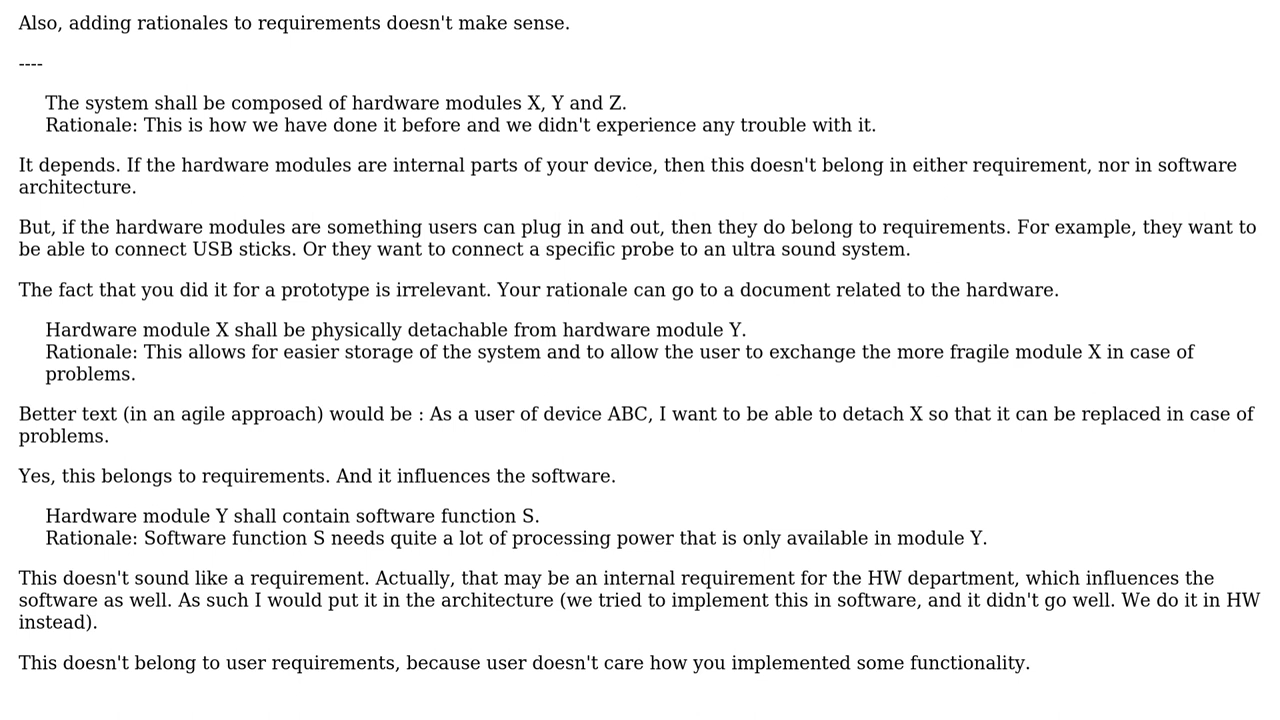 Also, adding rationales to requirements doesn't make sense.
----
The system shall be composed of hardware modules X, Y and Z.
Rationale: This is how we have done it before and we didn't experience any trouble with it.
It depends. If the hardware modules are internal parts of your device, then this doesn't belong in either requirement, nor in software
architecture.
But, if the hardware modules are something users can plug in and out, then they do belong to requirements. For example, they want to
be able to connect USB sticks. Or they want to connect a specific probe to an ultra sound system.
The fact that you did it for a prototype is irrelevant. Your rationale can go to a document related to the hardware.
Hardware module X shall be physically detachable from hardware module Y.
Rationale: This allows for easier storage of the system and to allow the user to exchange the more fragile module X in case of
problems.
Better text (in an agile approach) would be : As a user of device ABC, I want to be able to detach X so that it can be replaced in case of
problems.
Yes, this belongs to requirements. And it influences the software.
Hardware module Y shall contain software function S.
Rationale: Software function S needs quite a lot of processing power that is only available in module Y.
This doesn't sound like a requirement. Actually, that may be an internal requirement for the HW department, which influences the
software as well. As such I would put it in the architecture (we tried to implement this in software, and it didn't go well. We do it in HW
instead).
This doesn't belong to user requirements, because user doesn't care how you implemented some functionality.